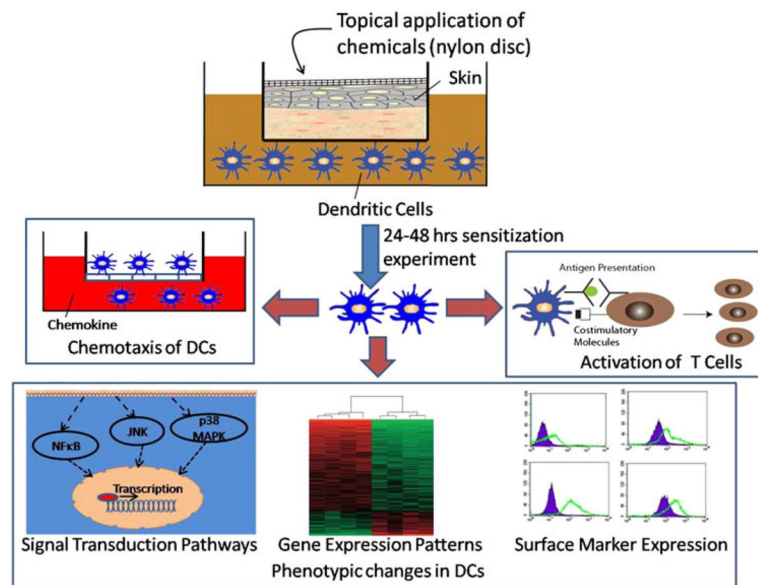 Topical application of
chemicals (nylon disc)
Skin
Dendritic Cells
24-48 hrs sensitization
experiment
Chemokine
Chemotaxis of DCs
Antigen Presentation
Costimulatory
Molecules
Activation of T Cells
NFκB
JNK
p38
MAPK
Transcription
Signal Transduction Pathways
Gene Expression Patterns
Surface Marker Expression
Phenotypic changes in DCs